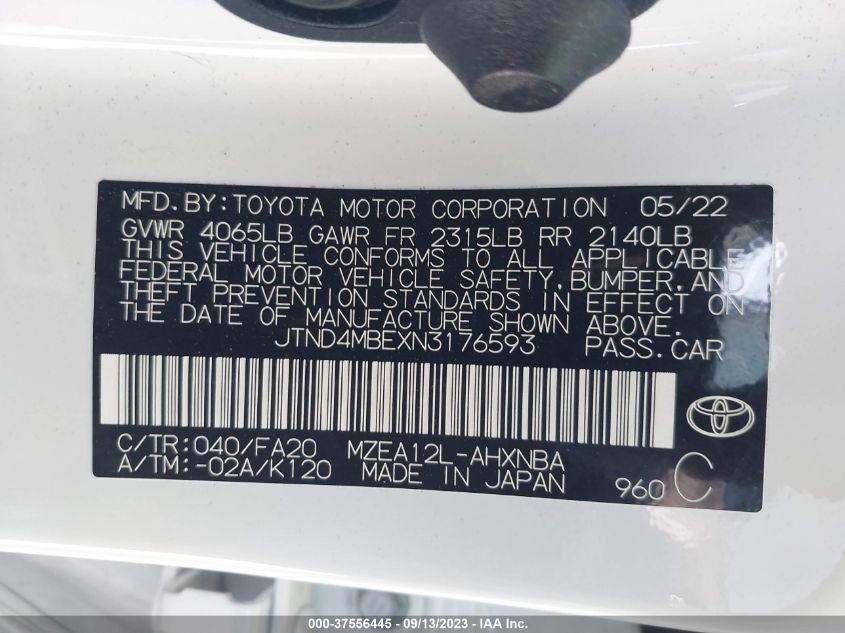 MFD. BY: TOYOTA MOTOR CORPORATION 05/22
GVWR 4065LB GAWR FR 2315LB RR 2140LB
THIS VEHICLE CONFORMS TO ALL APPLICABLE
FEDERAL MOTOR VEHICLE SAFETY, BUMPER, AND
THEFT PREVENTION STANDARDS IN EFFECT ON
THE DATE OF MANUFACTURE SHOWN ABOVE.
JTND4MBEXN3176593 PASS. CAR
C/TR: 040/FA20 MZEA12L-AHXNBA
A/TM: -02A/K120 MADE IN JAPAN 960 C
000-37556445 - 09/13/2023 - IAA Inc.